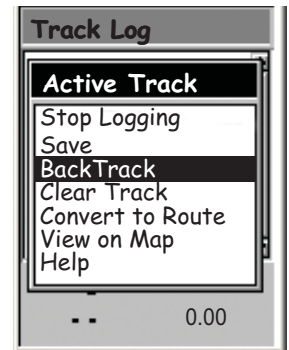 Track Log
Active Track
Stop Logging
Save
BackTrack
Clear Track
Convert to Route
View on Map
Help
- - 0.00